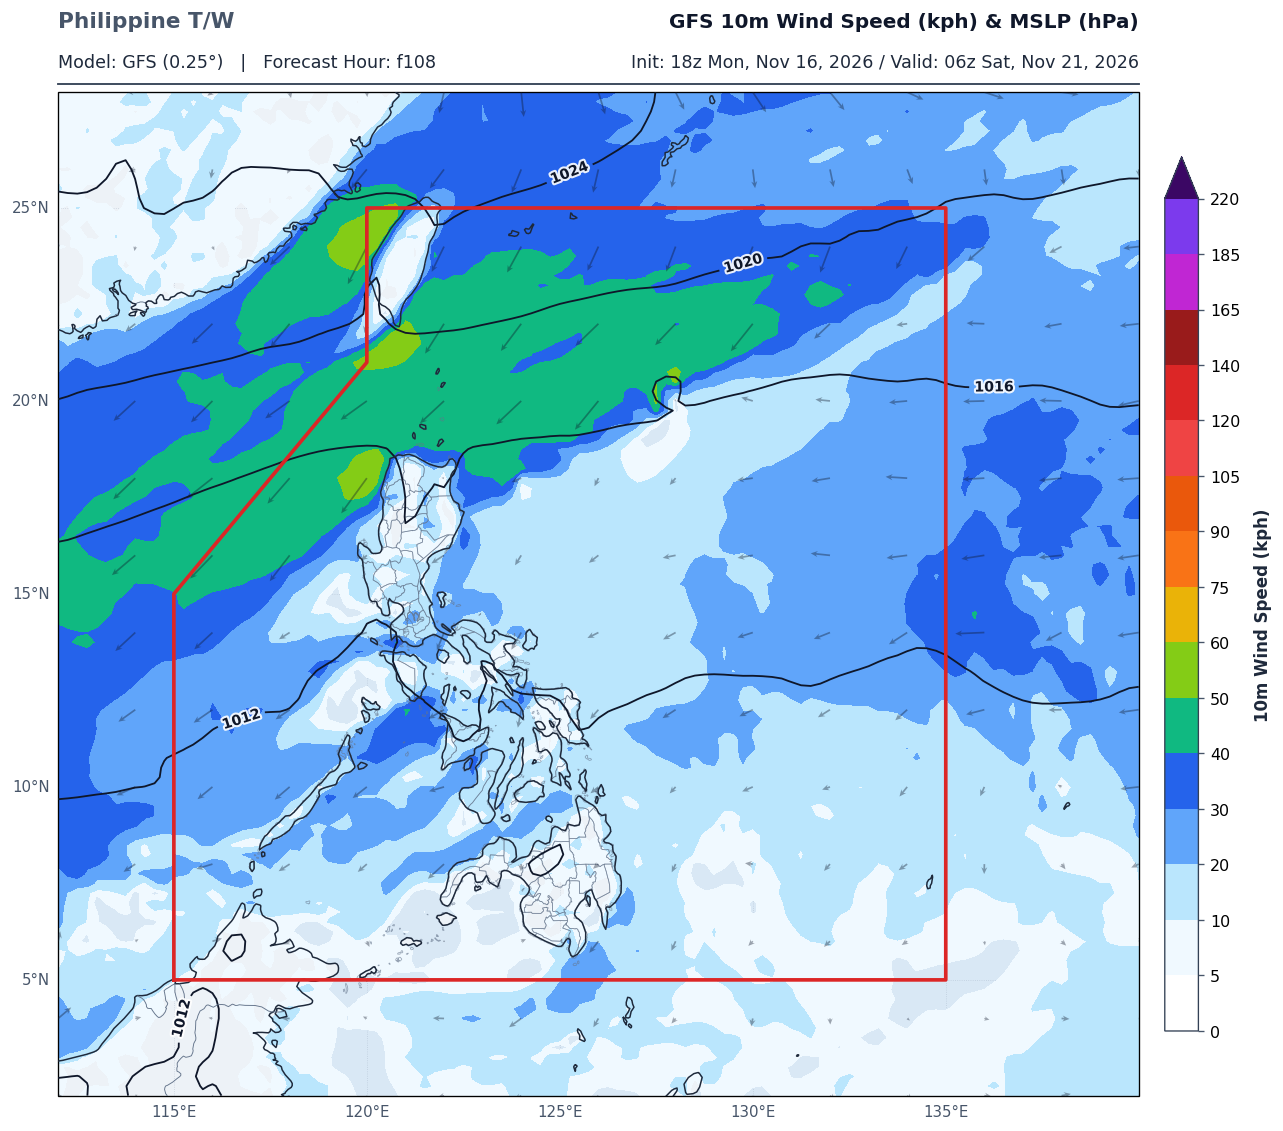 Philippine T/W
GFS 10m Wind Speed (kph) & MSLP (hPa)
Model: GFS (0.25°) | Forecast Hour: f108
Init: 18z Mon, Nov 16, 2026 / Valid: 06z Sat, Nov 21, 2026
1024
1020
1016
1012
1012
25°N
20°N
15°N
10°N
5°N
115°E
120°E
125°E
130°E
135°E
220
185
165
140
120
105
90
75
60
50
40
30
20
10
5
0
10m Wind Speed (kph)